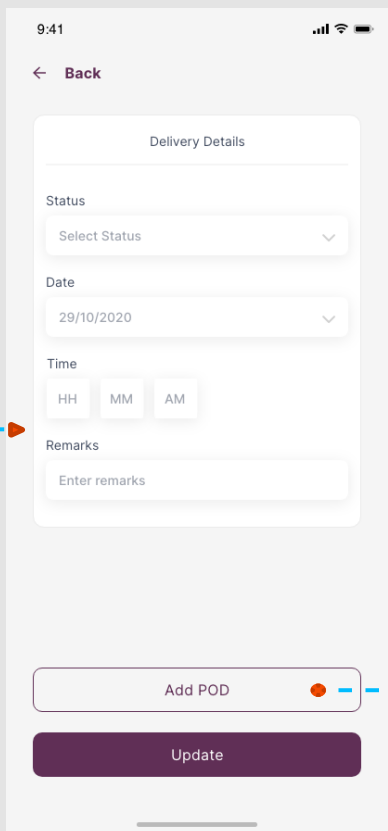 9:41
Back
Delivery Details
Status
Select Status
Date
29/10/2020
Time
HH MM AM
Remarks
Enter remarks
Add POD
Update